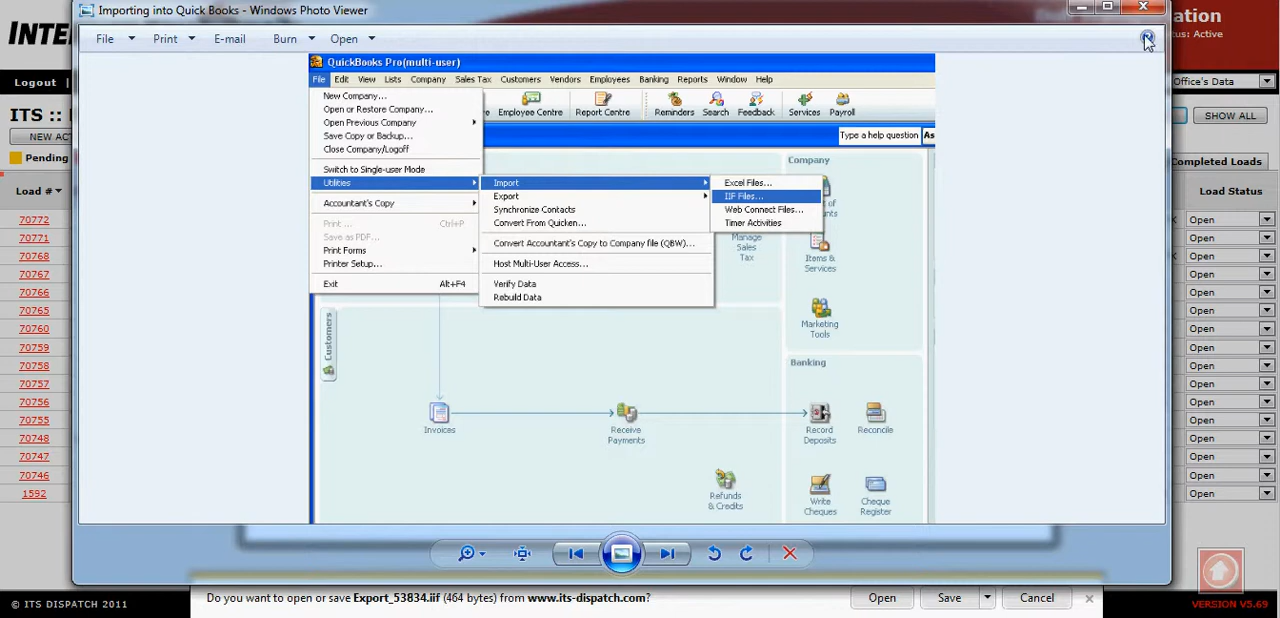 Importing into Quick Books - Windows Photo Viewer
File Print E-mail Burn Open
QuickBooks Pro(multi-user)
File Edit View Lists Company Sales Tax Customers Vendors Employees Banking Reports Window Help
New Company...
Open or Restore Company...
Open Previous Company
Save Copy or Backup...
Close Company/Logoff
Switch to Single-user Mode
Utilities
Accountant's Copy
Print ... Ctrl+P
Save as PDF...
Print Forms
Printer Setup...
Exit Alt+F4
Employee Centre Report Centre Reminders Search Feedback Services Payroll
Type a help question
Import
Export
Synchronize Contacts
Convert From Quicken...
Convert Accountant's Copy to Company file (QBW)...
Host Multi-User Access...
Verify Data
Rebuild Data
Excel Files...
IIF Files...
Web Connect Files...
Timer Activities
Company
Manage
Sales
Tax
Items &
Services
Marketing
Tools
Customers
Banking
Invoices
Receive
Payments
Record
Deposits
Reconcile
Refunds
& Credits
Write
Cheques
Cheque
Register
Logout
Office's Data
ITS ::
SHOW ALL
Pending
Completed Loads
Load # Load Status
70772 Open
70771 Open
70768 Open
70767 Open
70766 Open
70765 Open
70760 Open
70759 Open
70758 Open
70757 Open
70756 Open
70755 Open
70748 Open
70747 Open
70746 Open
1592 Open
Do you want to open or save Export_53834.iif (464 bytes) from www.its-dispatch.com?
Open Save Cancel
© ITS DISPATCH 2011
VERSION V5.69